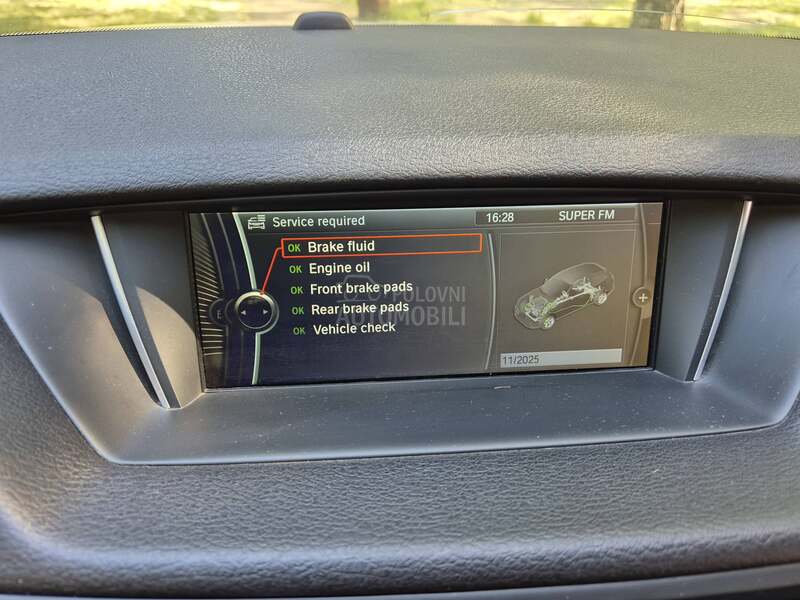 Service required
16:28
SUPER FM
OK Brake fluid
OK Engine oil
OK Front brake pads
OK Rear brake pads
OK Vehicle check
POLOVNI
AUTOMOBILI
E
+
11/2025